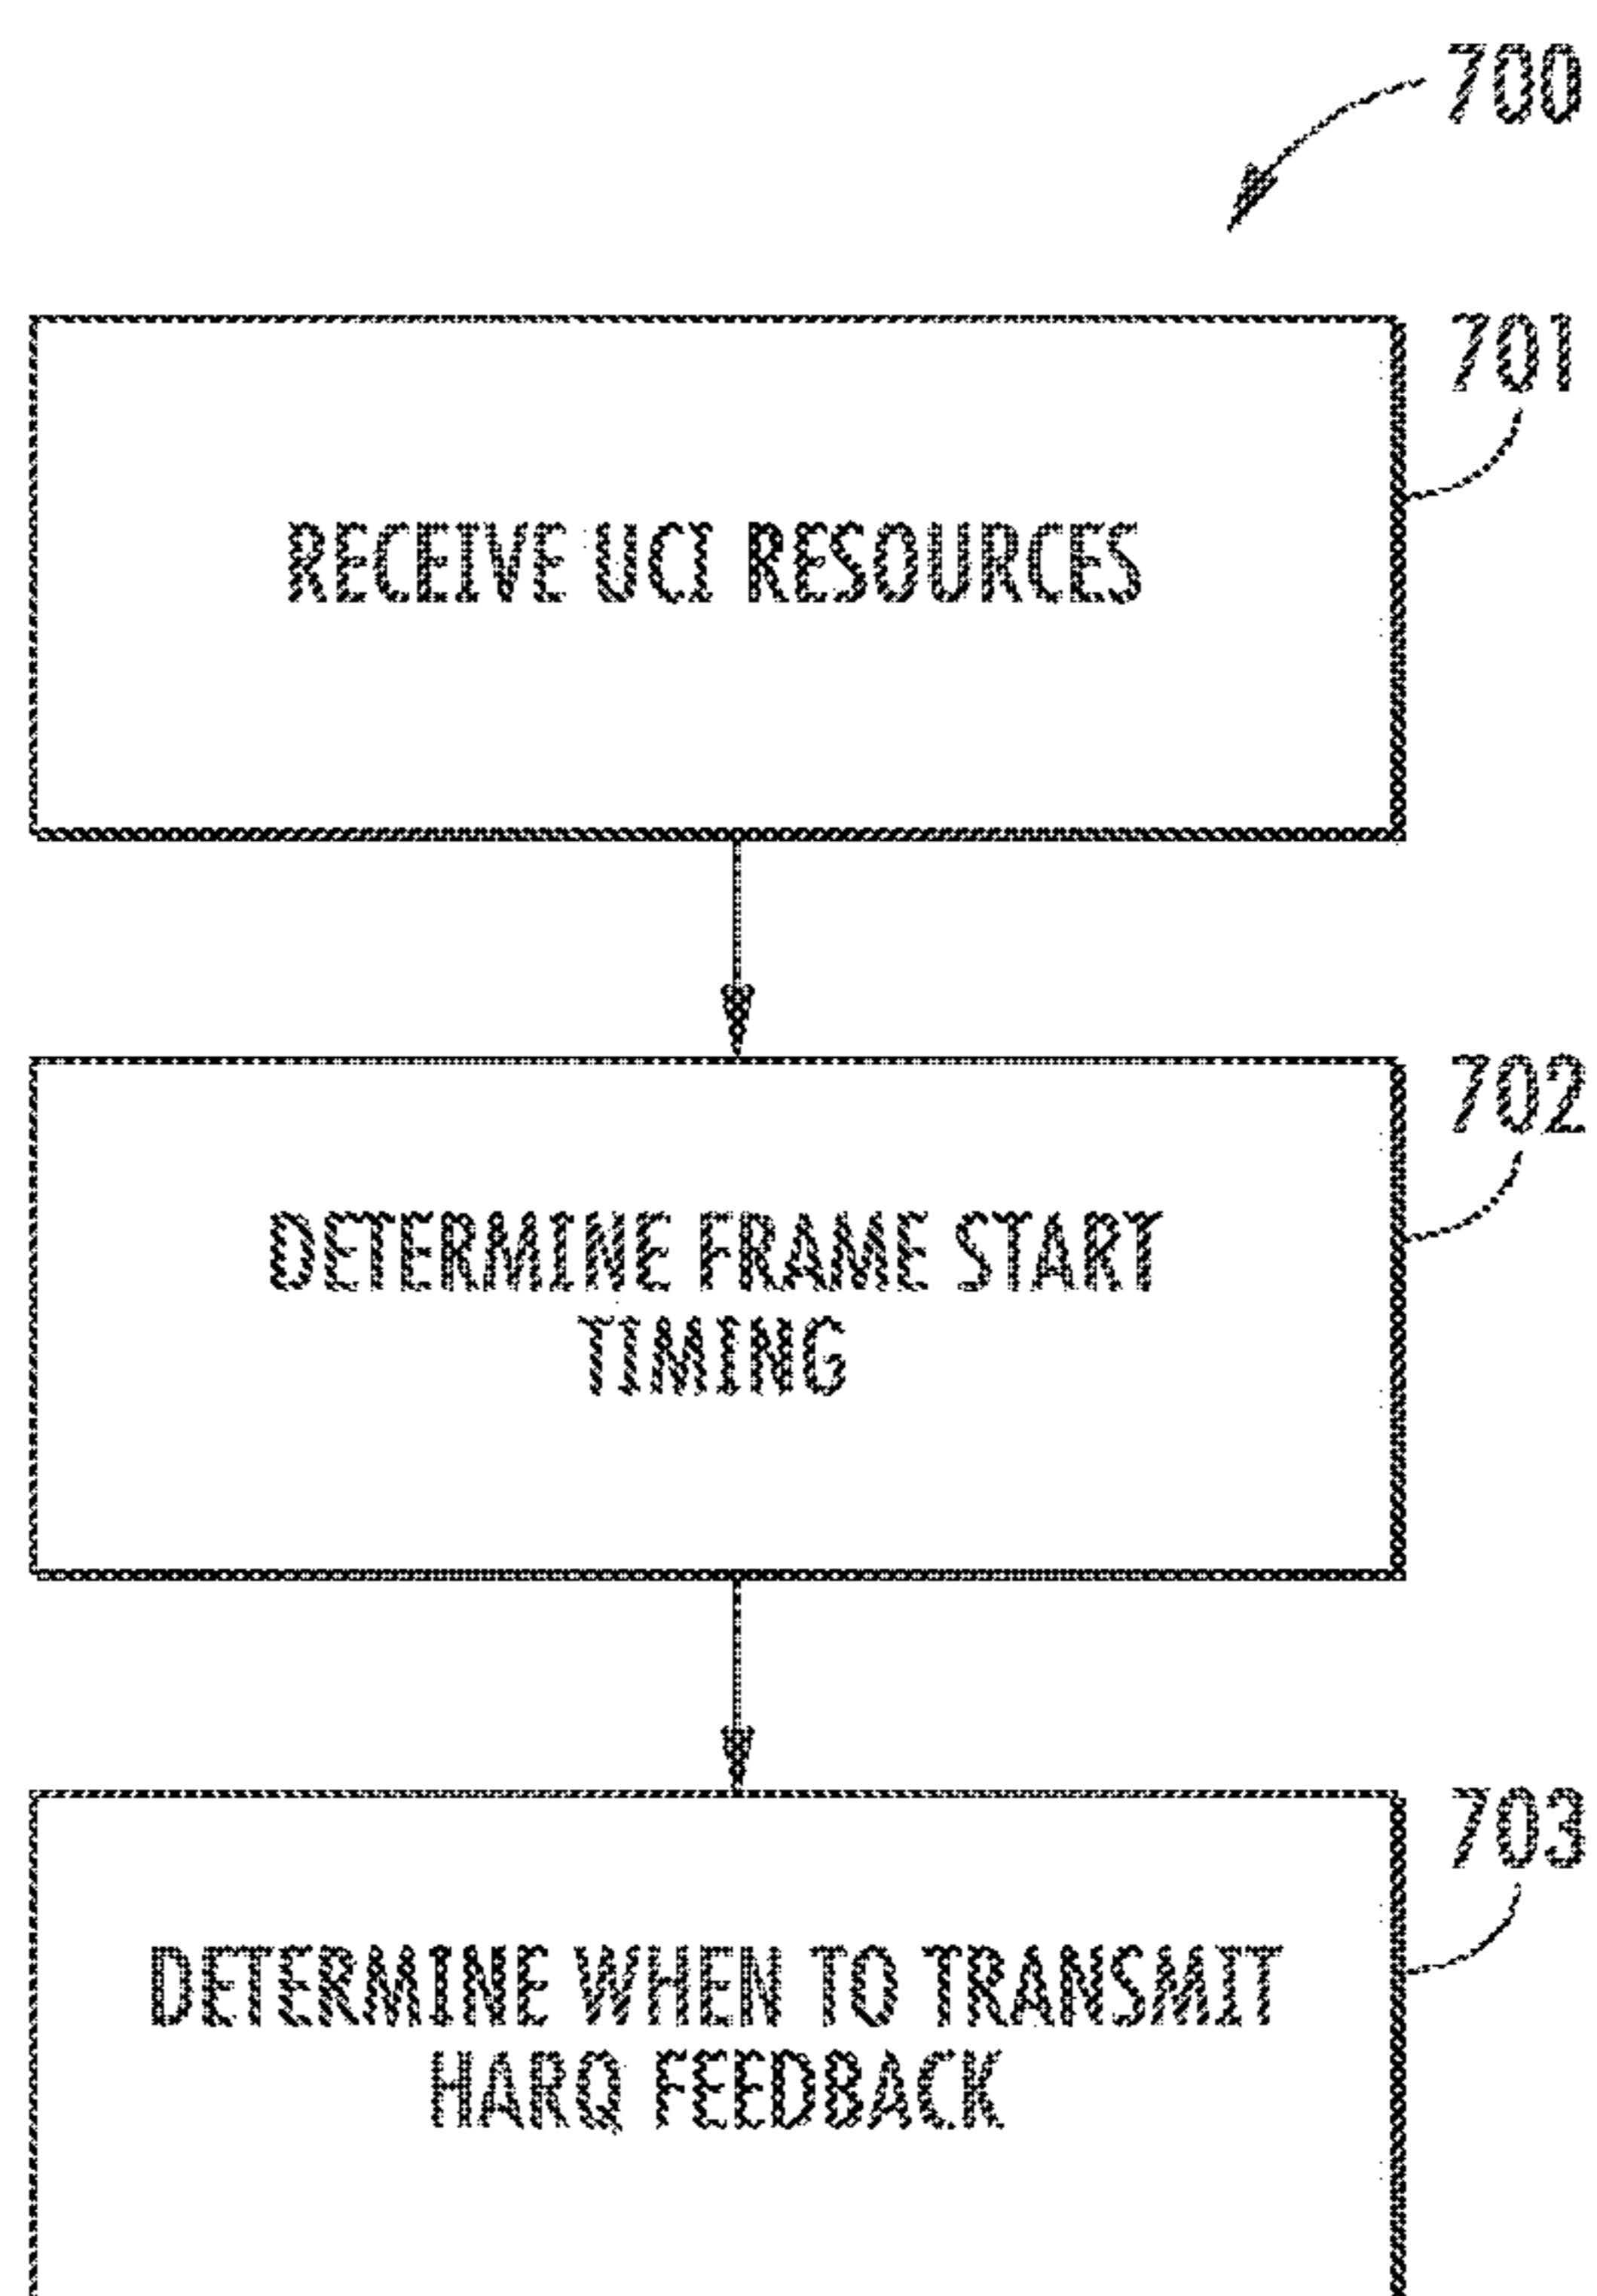 700
701
RECEIVE UCI RESOURCES
702
DETERMINE FRAME START
TIMING
703
DETERMINE WHEN TO TRANSMIT
HARQ FEEDBACK